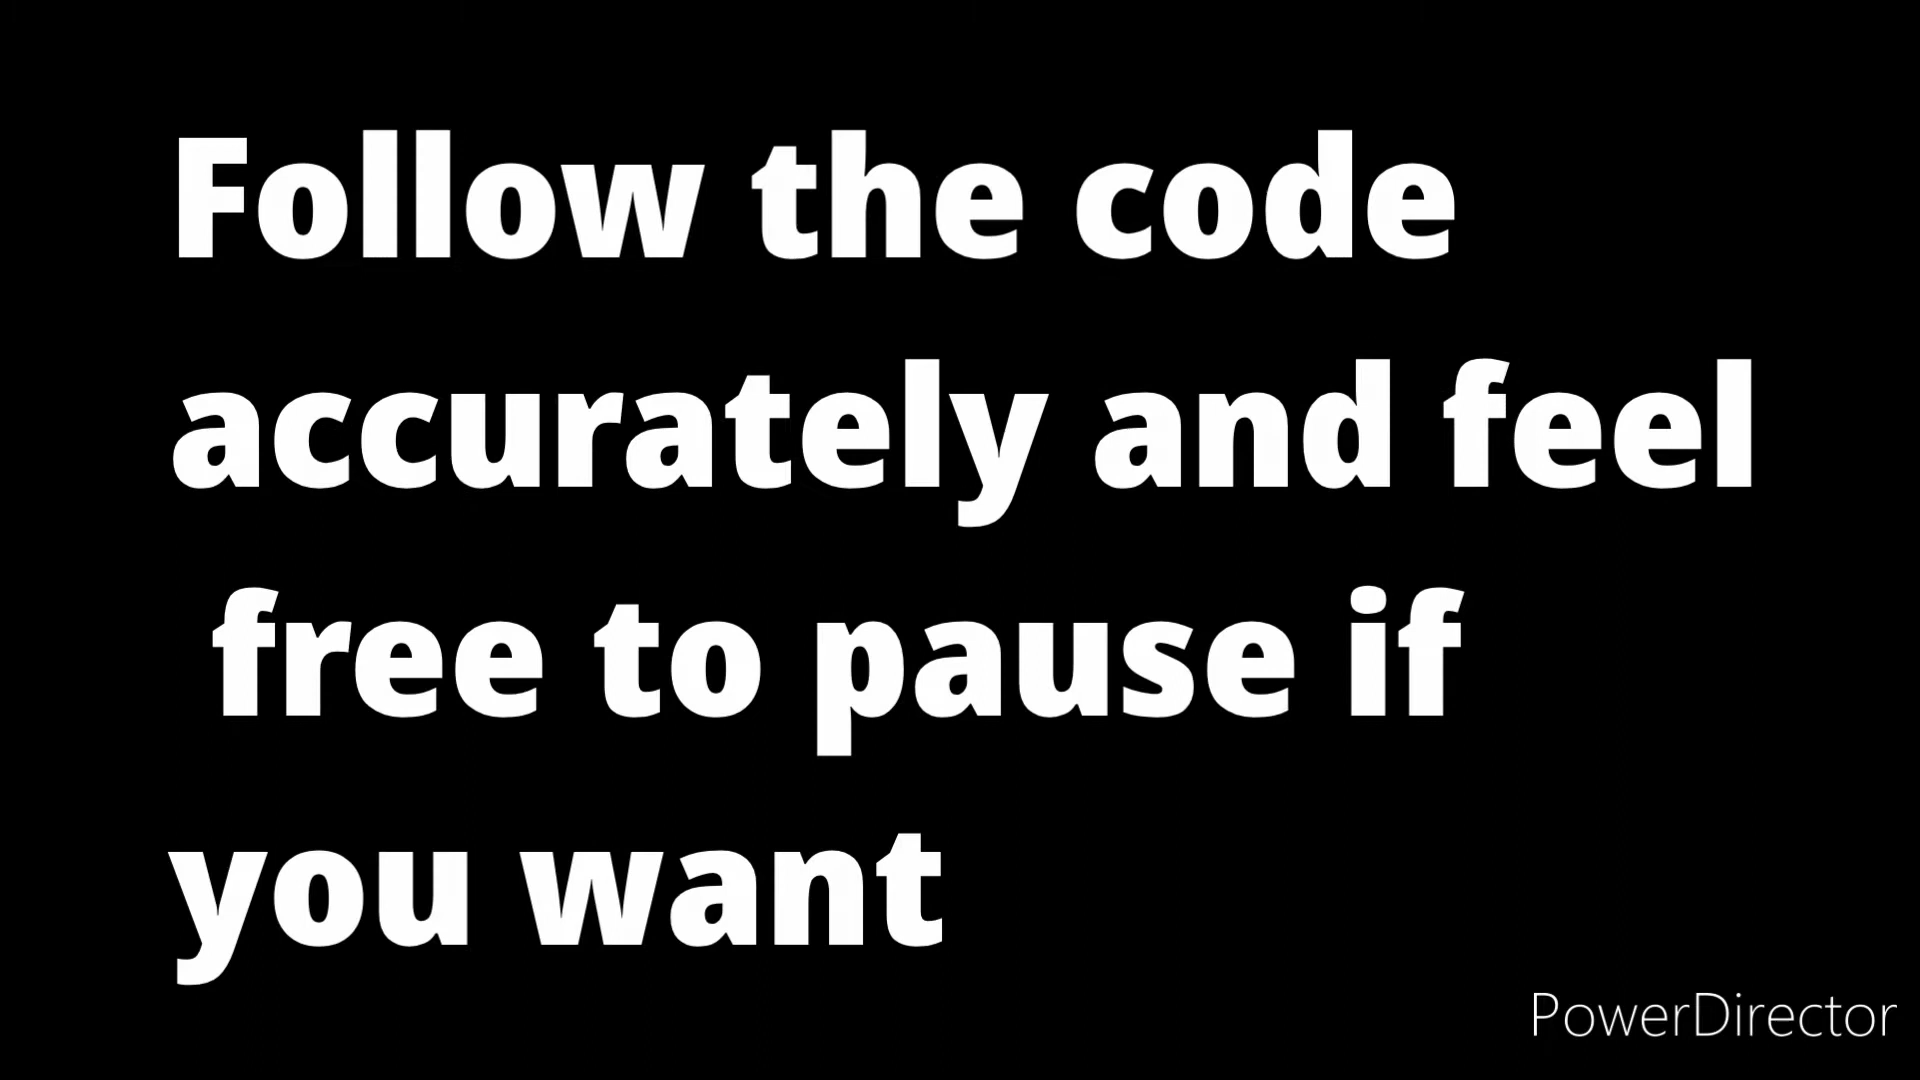 Follow the code
accurately and feel
free to pause if
you want
PowerDirector